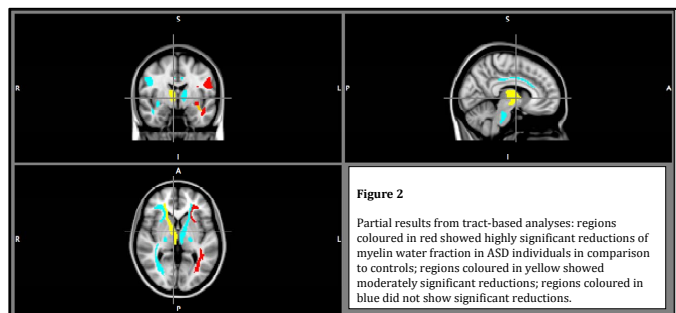 S
S
R
L
P
A
I
I
A
R
L
P
Figure 2
Partial results from tract-based analyses: regions
coloured in red showed highly significant reductions of
myelin water fraction in ASD individuals in comparison
to controls; regions coloured in yellow showed
moderately significant reductions; regions coloured in
blue did not show significant reductions.